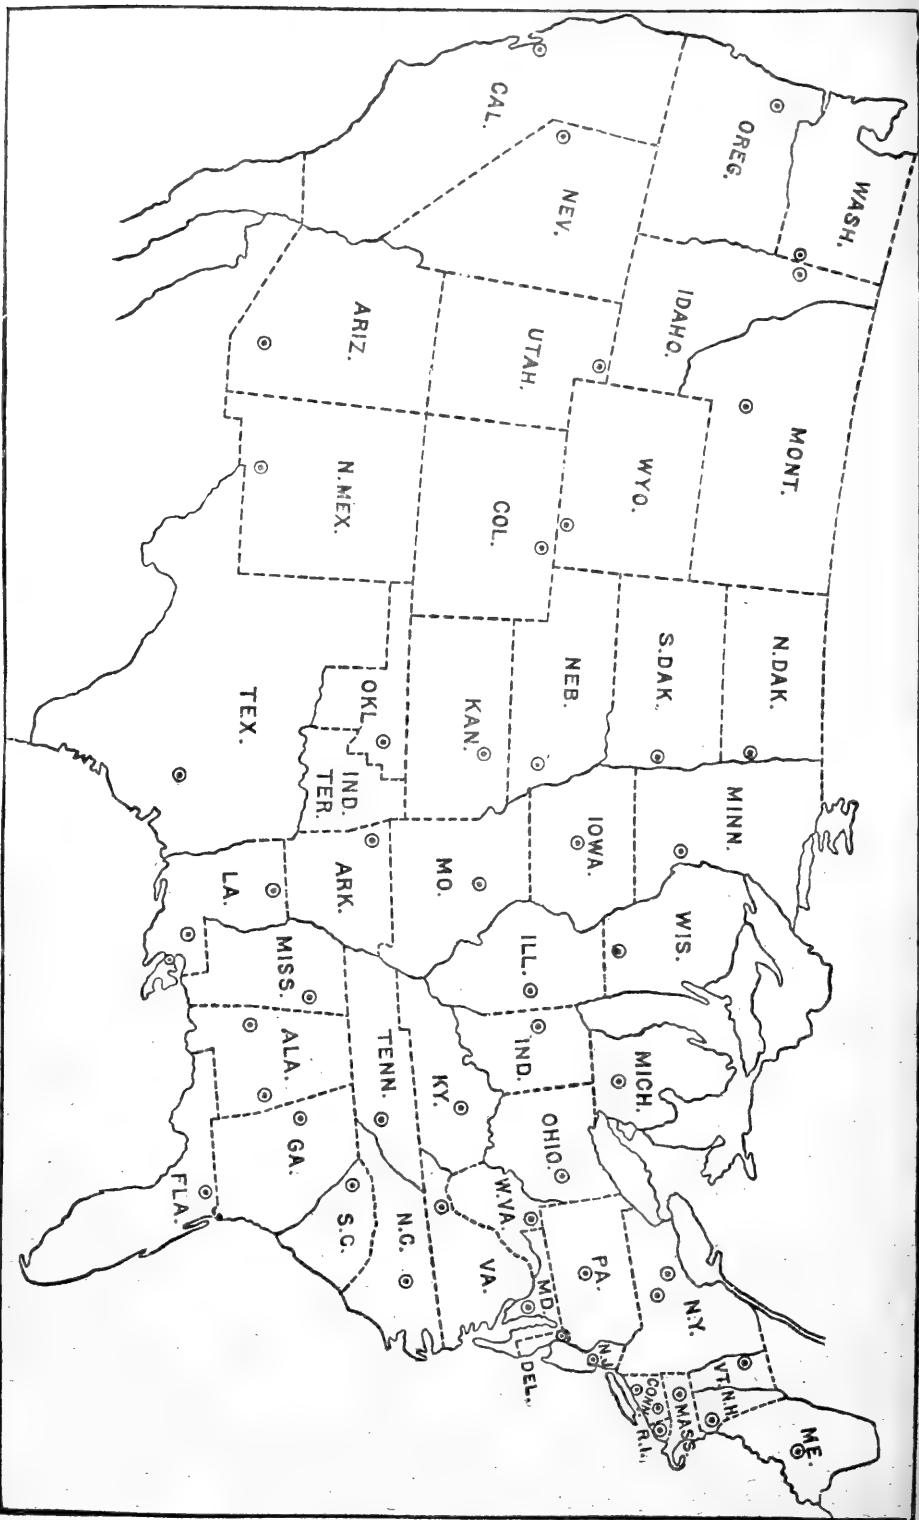 WASH.
OREG.
CAL.
NEV.
IDAHO.
MONT.
WYO.
UTAH.
ARIZ.
COL.
N.MEX.
N.DAK.
S.DAK.
NEB.
KAN.
OKL.
IND.
TER.
TEX.
MINN.
IOWA.
MO.
ARK.
LA.
WIS.
ILL.
MISS.
MICH.
IND.
KY.
TENN.
ALA.
OHIO.
GA.
FLA.
W.VA.
VA.
N.C.
S.C.
PA.
MD.
DEL.
N.J.
N.Y.
VT.
N.H.
MASS.
CONN.
R.I.
ME.